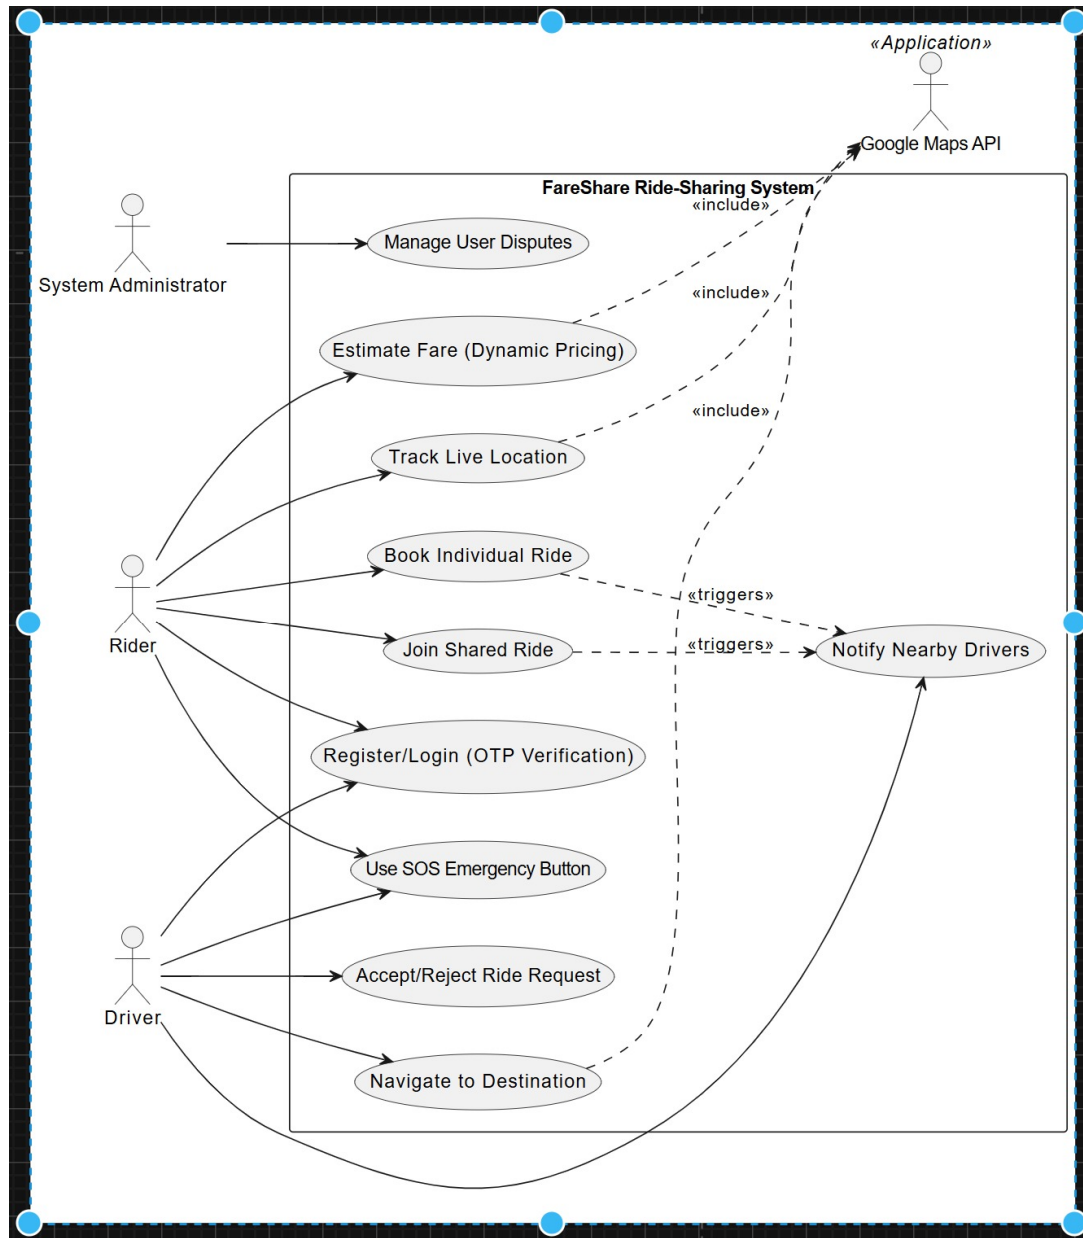 «Application»
Google Maps API
FareShare Ride-Sharing System
«include»
System Administrator
Manage User Disputes
«include»
Estimate Fare (Dynamic Pricing)
«include»
Track Live Location
Book Individual Ride
«triggers»
Rider
Join Shared Ride
«triggers»
Notify Nearby Drivers
Register/Login (OTP Verification)
Use SOS Emergency Button
Accept/Reject Ride Request
Driver
Navigate to Destination